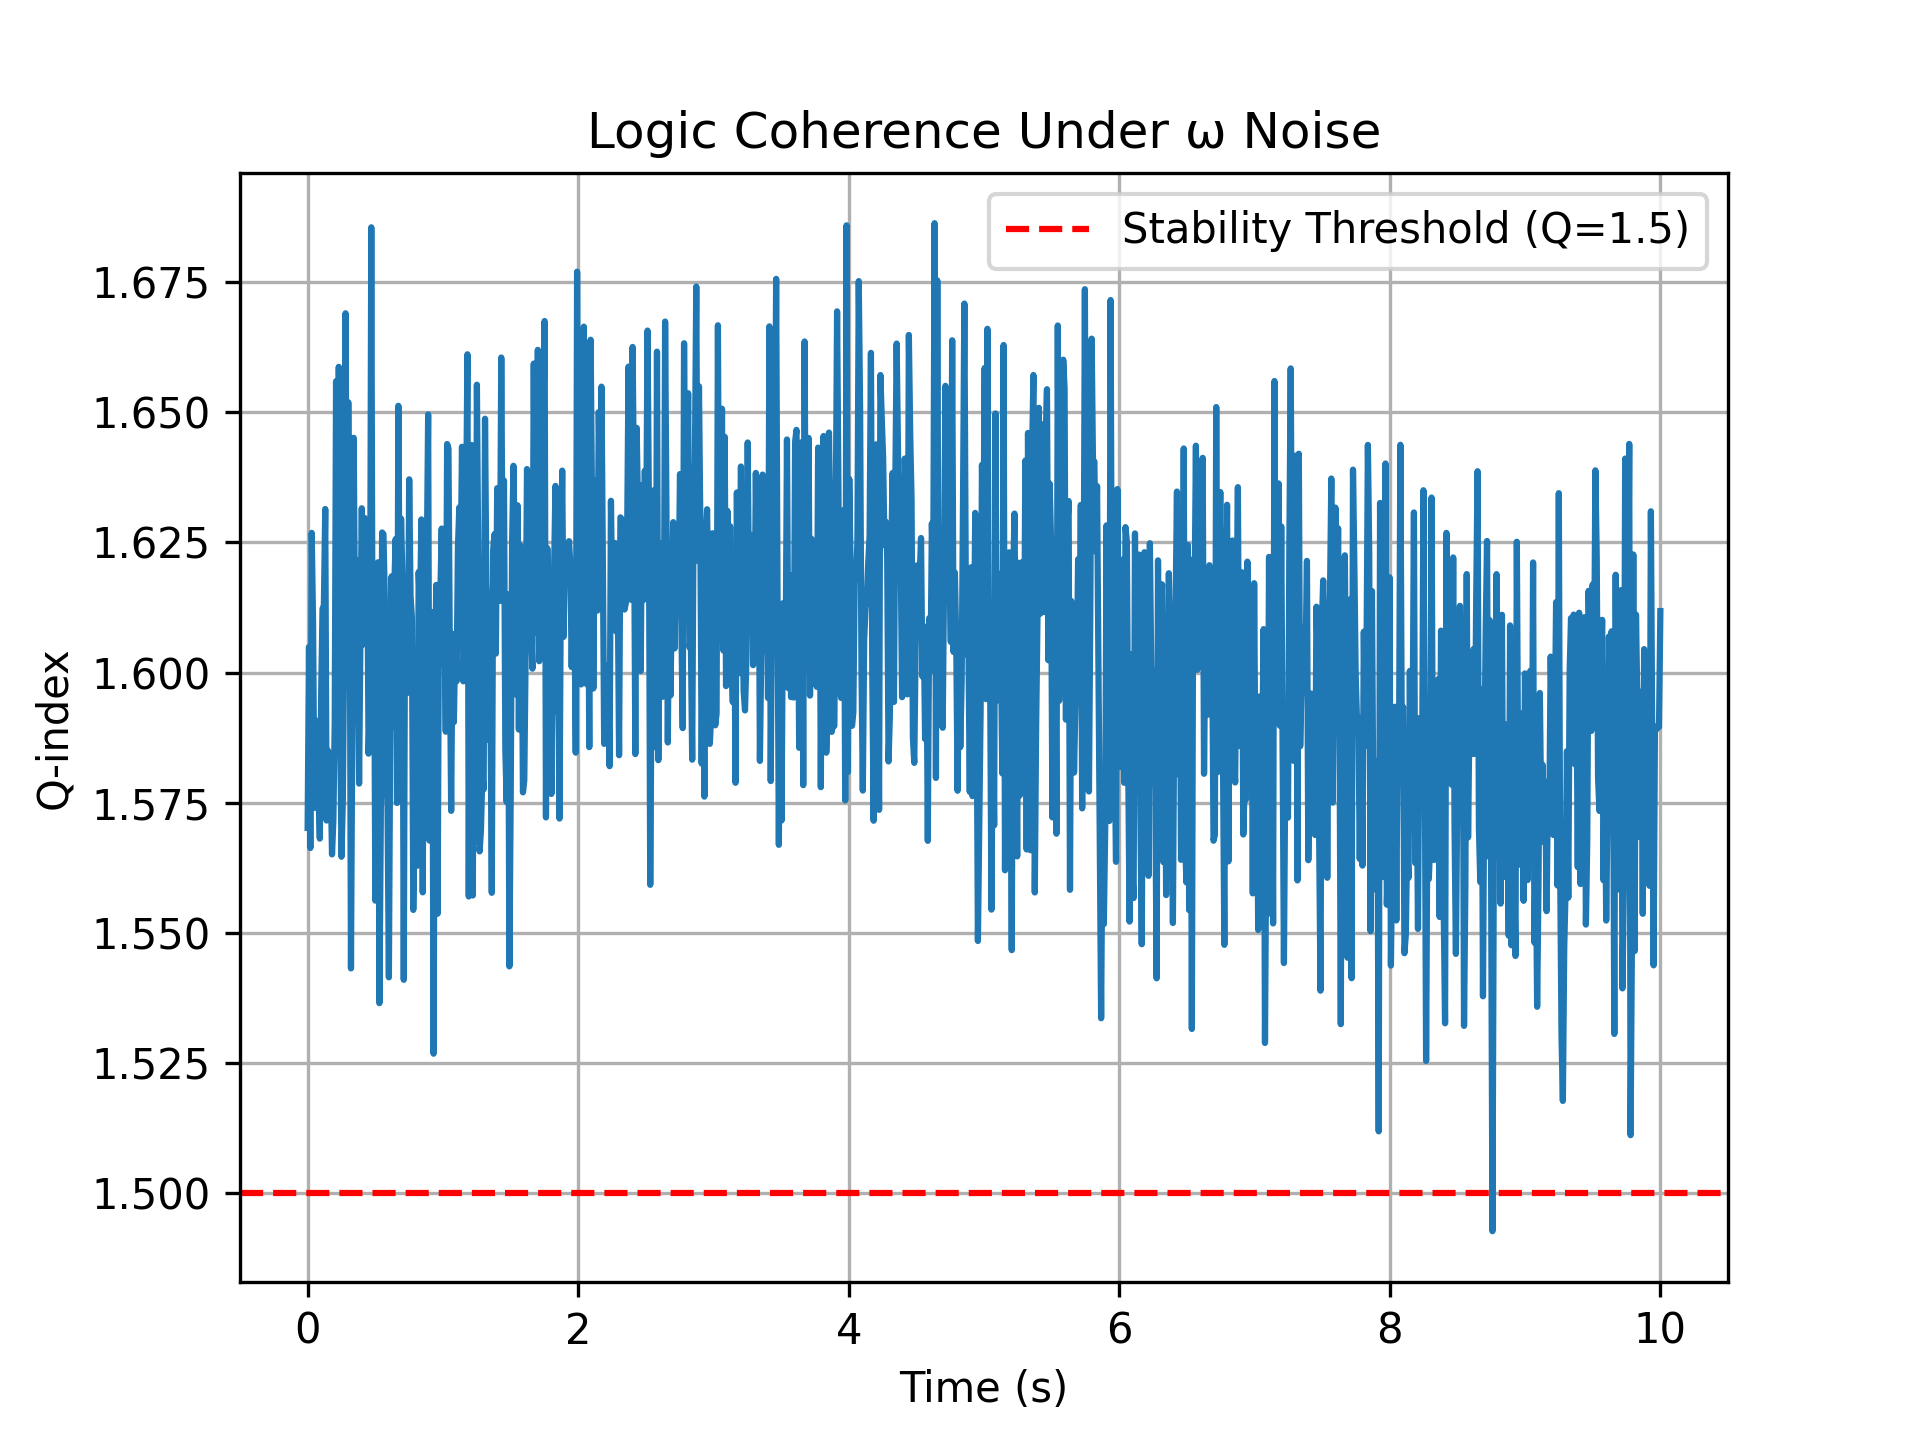 Logic Coherence Under ω Noise
Stability Threshold (Q=1.5)
Q-index
1.675
1.650
1.625
1.600
1.575
1.550
1.525
1.500
0 2 4 6 8 10
Time (s)